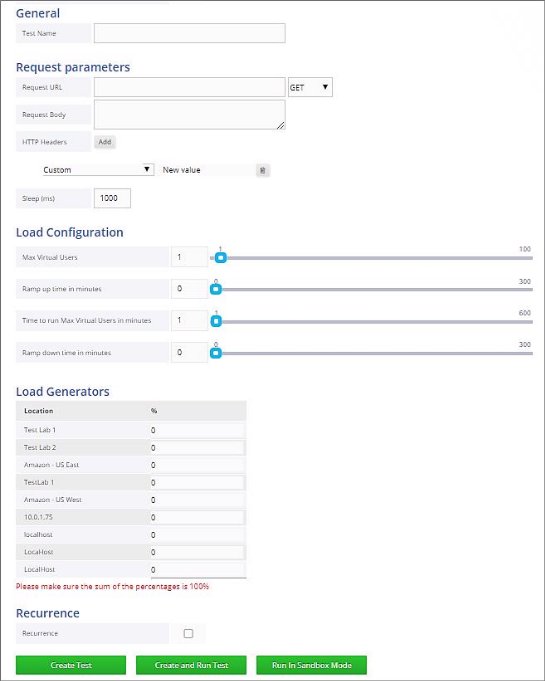 General
Test Name
Request parameters
Request URL GET
Request Body
HTTP Headers Add
Custom New value
Sleep (ms) 1000
Load Configuration
Max Virtual Users 1 1 100
Ramp up time in minutes 0 0 300
Time to run Max Virtual Users in minutes 1 1 600
Ramp down time in minutes 0 0 300
Load Generators
Location %
Test Lab 1 0
Test Lab 2 0
Amazon - US East 0
TestLab 1 0
Amazon - US West 0
10.0.1.75 0
localhost 0
LocaHost 0
LocalHost 0
Please make sure the sum of the percentages is 100%
Recurrence
Recurrence
Create Test Create and Run Test Run In Sandbox Mode